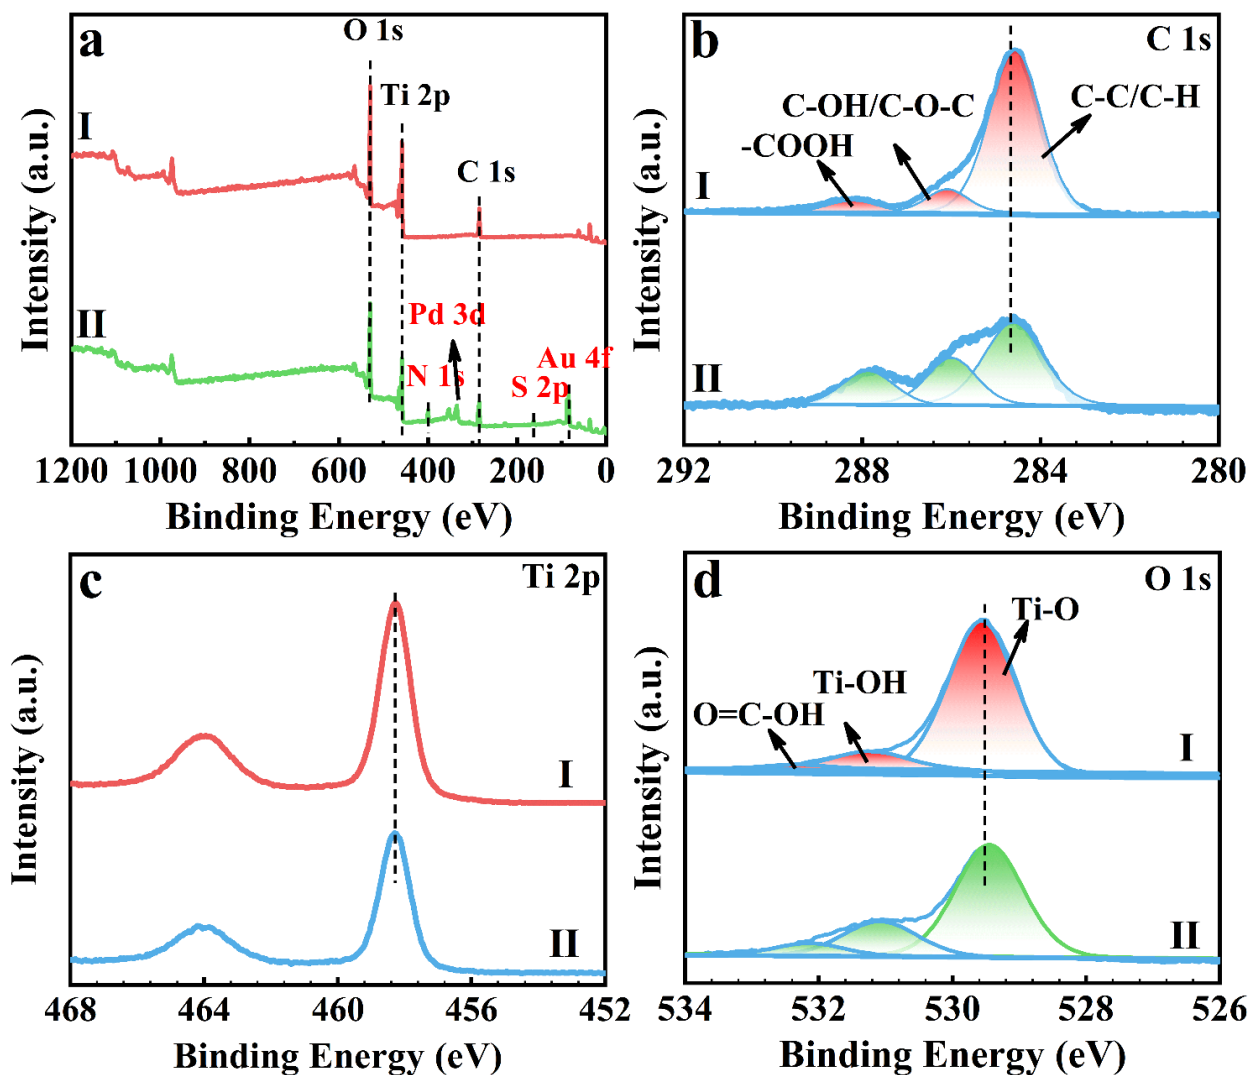 a
O 1s
Ti 2p
C 1s
I
II
Pd 3d
N 1s
S 2p
Au 4f
1200 1000 800 600 400 200 0
Binding Energy (eV)
Intensity (a.u.)
b
C 1s
C-OH/C-O-C
C-C/C-H
-COOH
I
II
292 288 284 280
Binding Energy (eV)
Intensity (a.u.)
c
Ti 2p
I
II
468 464 460 456 452
Binding Energy (eV)
Intensity (a.u.)
d
O 1s
Ti-O
Ti-OH
O=C-OH
I
II
534 532 530 528 526
Binding Energy (eV)
Intensity (a.u.)